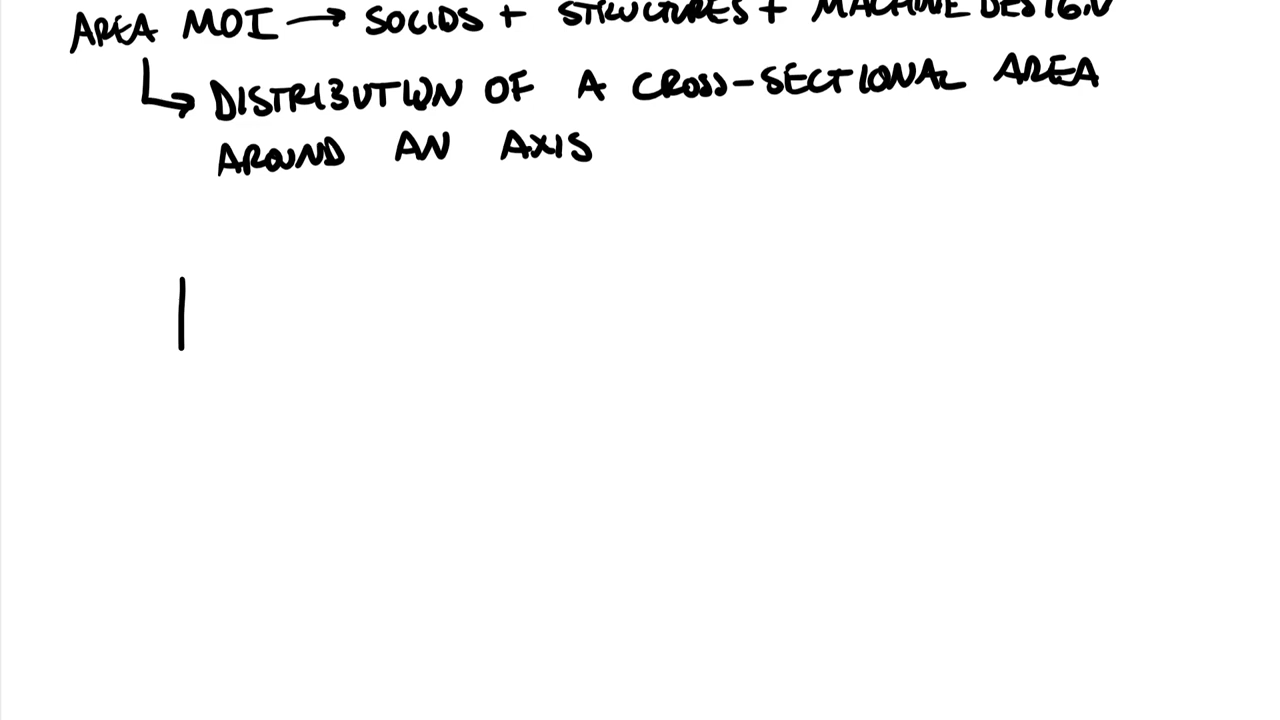 AREA MOI → SOLIDS + STRUCTURES + MACHINE DESIGN
↳ DISTRIBUTION OF A CROSS-SECTIONAL AREA
AROUND AN AXIS